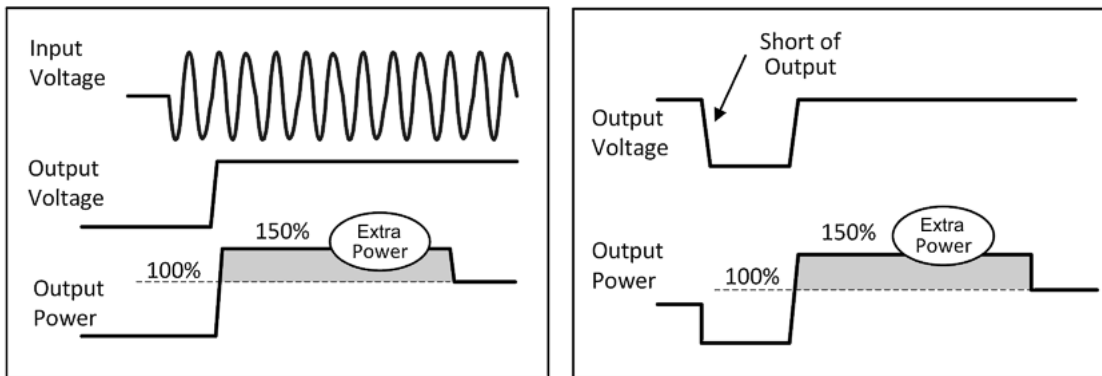 Input
Voltage
Output
Voltage
150%
Extra
Power
100%
Output
Power
Short of
Output
Output
Voltage
150%
Extra
Power
Output
Power
100%